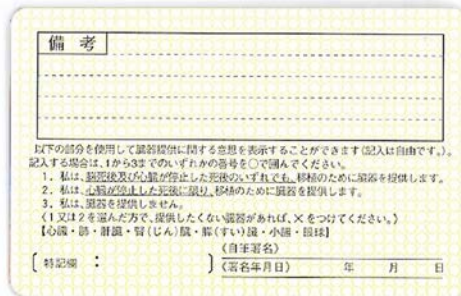 備考
以下の部分を使用して臓器提供に関する意思を表示することができます(記入は自由です。)。
記入する場合は、1から3までのいずれかの番号を○で囲んでください。
1. 私は、脳死後及び心臓が停止した死後のいずれでも、移植のために臓器を提供します。
2. 私は、心臓が停止した死後に限り、移植のために臓器を提供します。
3. 私は、臓器を提供しません。
《1又は2を選んだ方で、提供したくない臓器があれば、×をつけてください。》
【心臓・肺・肝臓・腎(じん)臓・膵(すい)臓・小腸・眼球】
〔特記欄：　〕
《自筆署名》
《署名年月日》　年　月　日